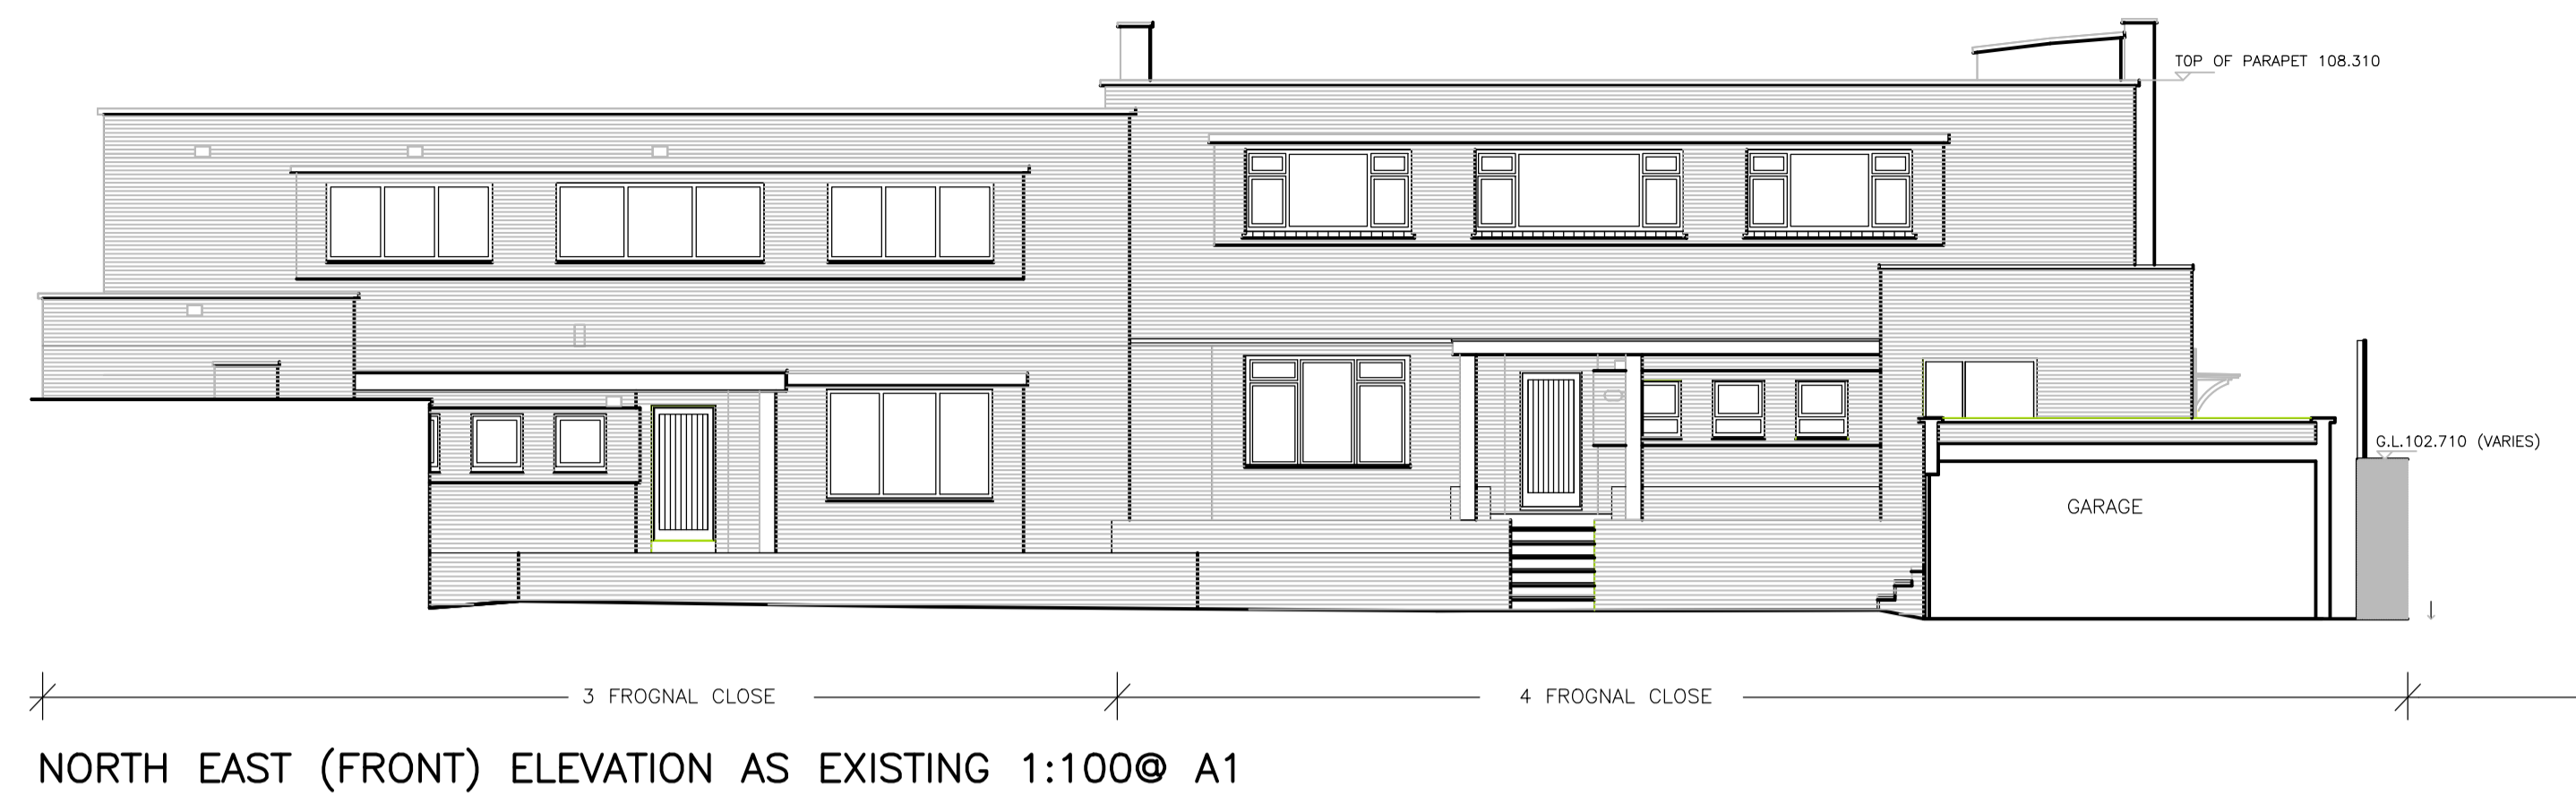 TOP OF PARAPET 108.310
G.L.102.710 (VARIES)
GARAGE
3 FROGNAL CLOSE
4 FROGNAL CLOSE
NORTH EAST (FRONT) ELEVATION AS EXISTING 1:100@ A1